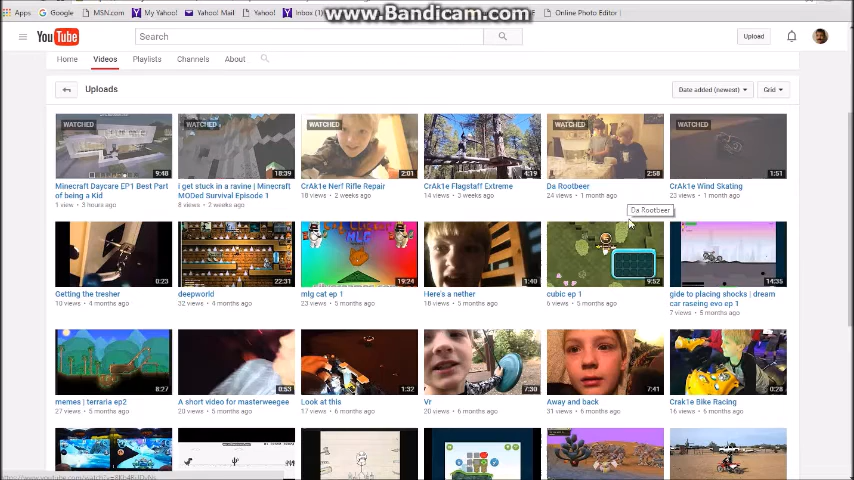 www.Bandicam.com
Apps Google MSN.com My Yahoo! Yahoo! Mail Yahoo! Inbox (1) Online Photo Editor |
YouTube Search Upload
Home Videos Playlists Channels About
Uploads Date added (newest) Grid
WATCHED WATCHED WATCHED WATCHED WATCHED
9:48 18:39 2:01 4:19 2:58 1:51
Minecraft Daycare EP1 Best Part of being a Kid
1 view • 3 hours ago
i get stuck in a ravine | Minecraft MODed Survival Episode 1
8 views • 2 weeks ago
CrAk1e Nerf Rifle Repair
18 views • 2 weeks ago
CrAk1e Flagstaff Extreme
14 views • 3 weeks ago
Da Rootbeer
24 views • 1 month ago
CrAk1e Wind Skating
23 views • 1 month ago
Da Rootbeer
0:23 22:31 19:24 1:40 9:52 14:35
MLG
Getting the tresher
10 views • 4 months ago
deepworld
32 views • 5 months ago
mlg cat ep 1
23 views • 5 months ago
Here's a nether
18 views • 5 months ago
cubic ep 1
6 views • 5 months ago
gide to placing shocks | dream car racing evo ep 1
7 views • 5 months ago
8:27 0:53 1:32 7:30 7:41 0:28
memes | terraria ep2
27 views • 5 months ago
A short video for masterweegee
20 views • 5 months ago
Look at this
17 views • 6 months ago
Vr
20 views • 6 months ago
Away and back
31 views • 6 months ago
Crak1e Bike Racing
16 views • 6 months ago